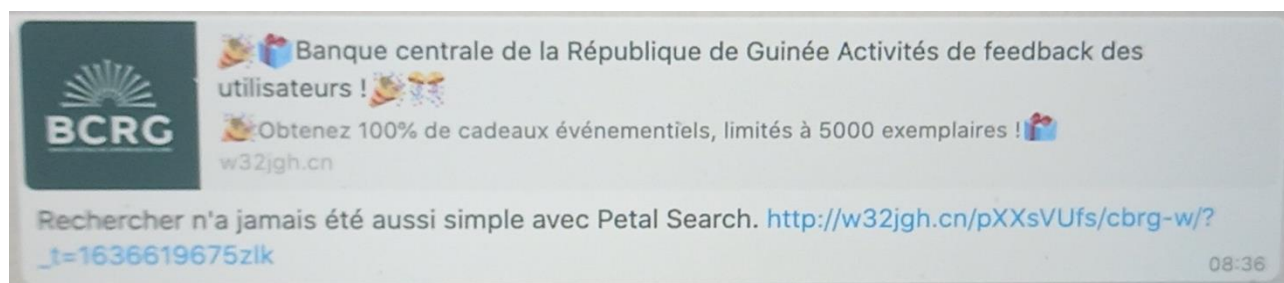 BCRG
🎉🎁Banque centrale de la République de Guinée Activités de feedback des
utilisateurs !🎉🎊
🎉Obtenez 100% de cadeaux événementiels, limités à 5000 exemplaires !🎁
w32jgh.cn
Rechercher n'a jamais été aussi simple avec Petal Search. http://w32jgh.cn/pXXsVUfs/cbrg-w/?
_t=1636619675zlk
08:36